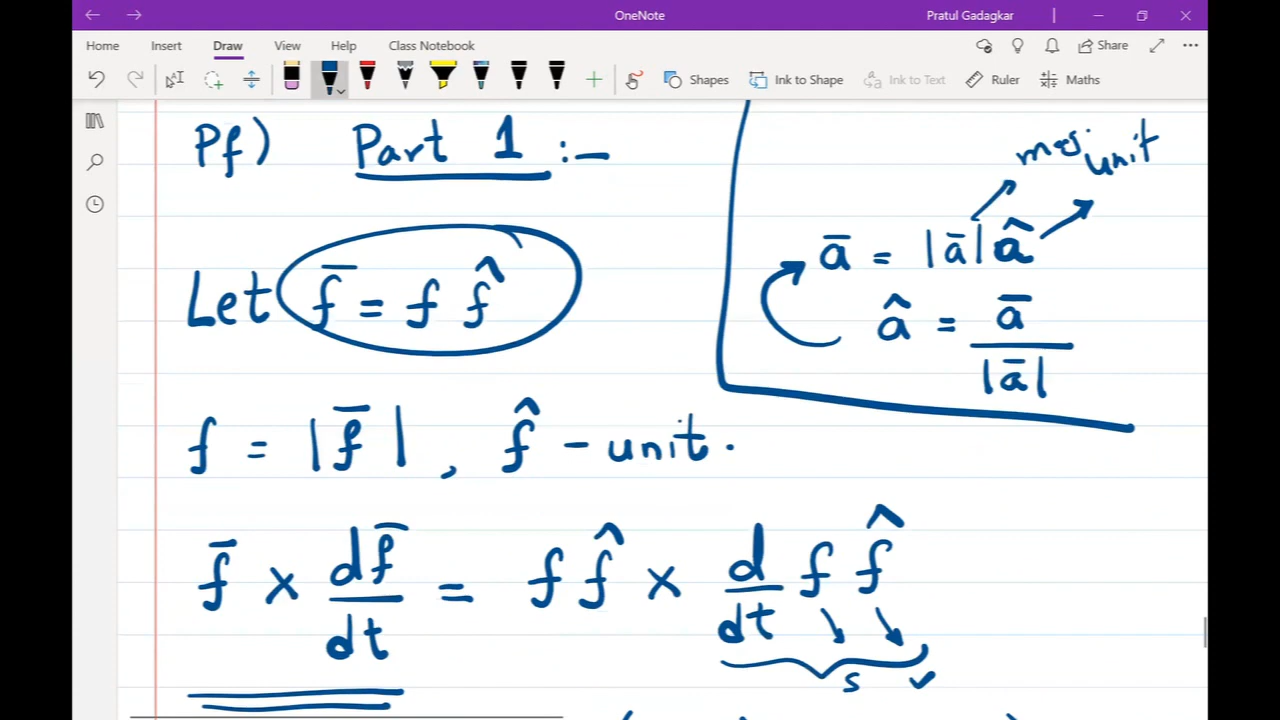 OneNote
Pratul Gadagkar
Home Insert Draw View Help Class Notebook Share
Shapes Ink to Shape Ink to Text Ruler Maths
Pf) Part 1 :-
unit
a̅ = |a̅| â
â = a̅ / |a̅|
Let f̅ = f f̂
f = |f̅| , f̂ - unit.
f̅ × df̅/dt = f f̂ × d/dt f f̂
s